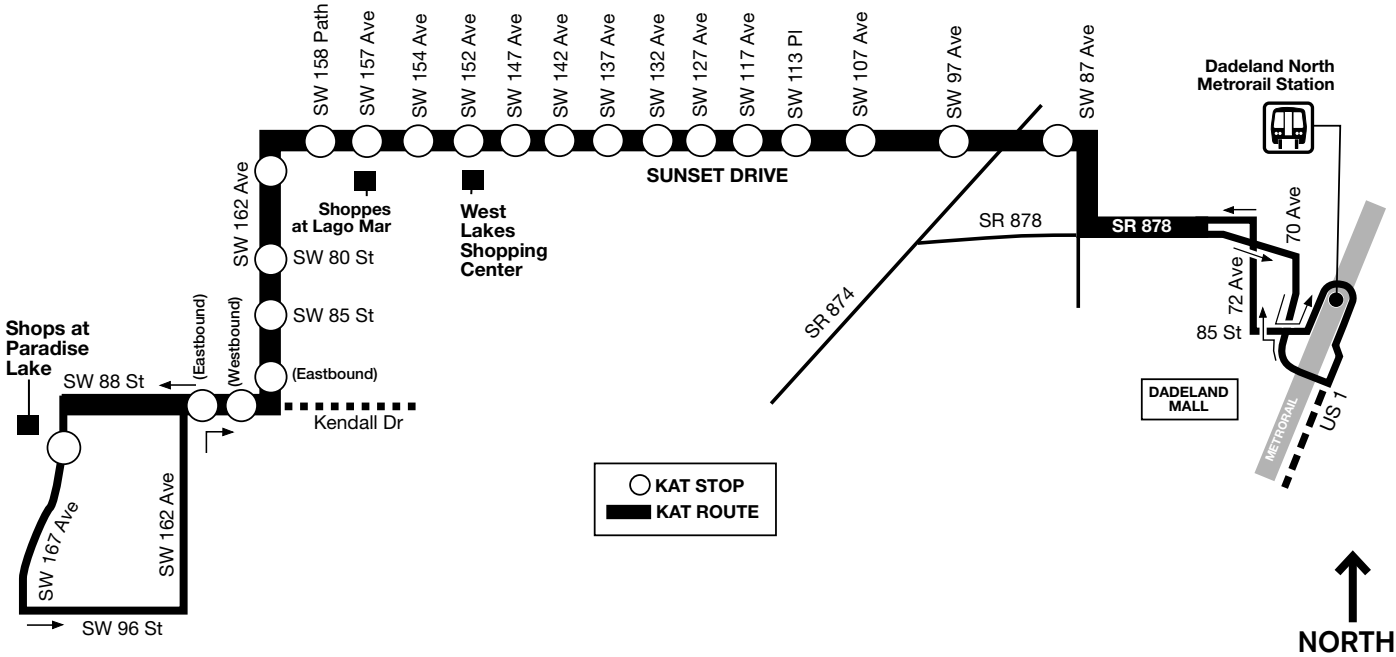 SW 158 Path
SW 157 Ave
SW 154 Ave
SW 152 Ave
SW 147 Ave
SW 142 Ave
SW 137 Ave
SW 132 Ave
SW 127 Ave
SW 117 Ave
SW 113 Pl
SW 107 Ave
SW 97 Ave
SW 87 Ave
Dadeland North
Metrorail Station
SUNSET DRIVE
SW 162 Ave
Shoppes
at Lago Mar
West
Lakes
Shopping
Center
SR 878
SR 878
70 Ave
72 Ave
SW 80 St
SW 85 St
SR 874
85 St
Shops at
Paradise
Lake
SW 88 St
(Eastbound)
(Westbound)
(Eastbound)
Kendall Dr
DADELAND
MALL
METRORAIL
US 1
SW 167 Ave
SW 162 Ave
SW 96 St
KAT STOP
KAT ROUTE
NORTH